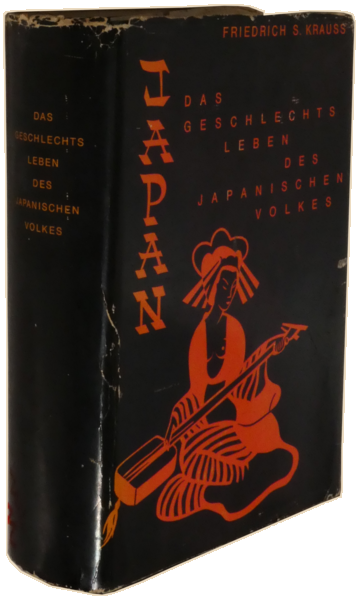 FRIEDRICH S. KRAUSS
JAPAN
DAS
GESCHLECHTS
LEBEN
DES
JAPANISCHEN
VOLKES
DAS
GESCHLECHTS
LEBEN
DES
JAPANISCHEN
VOLKES